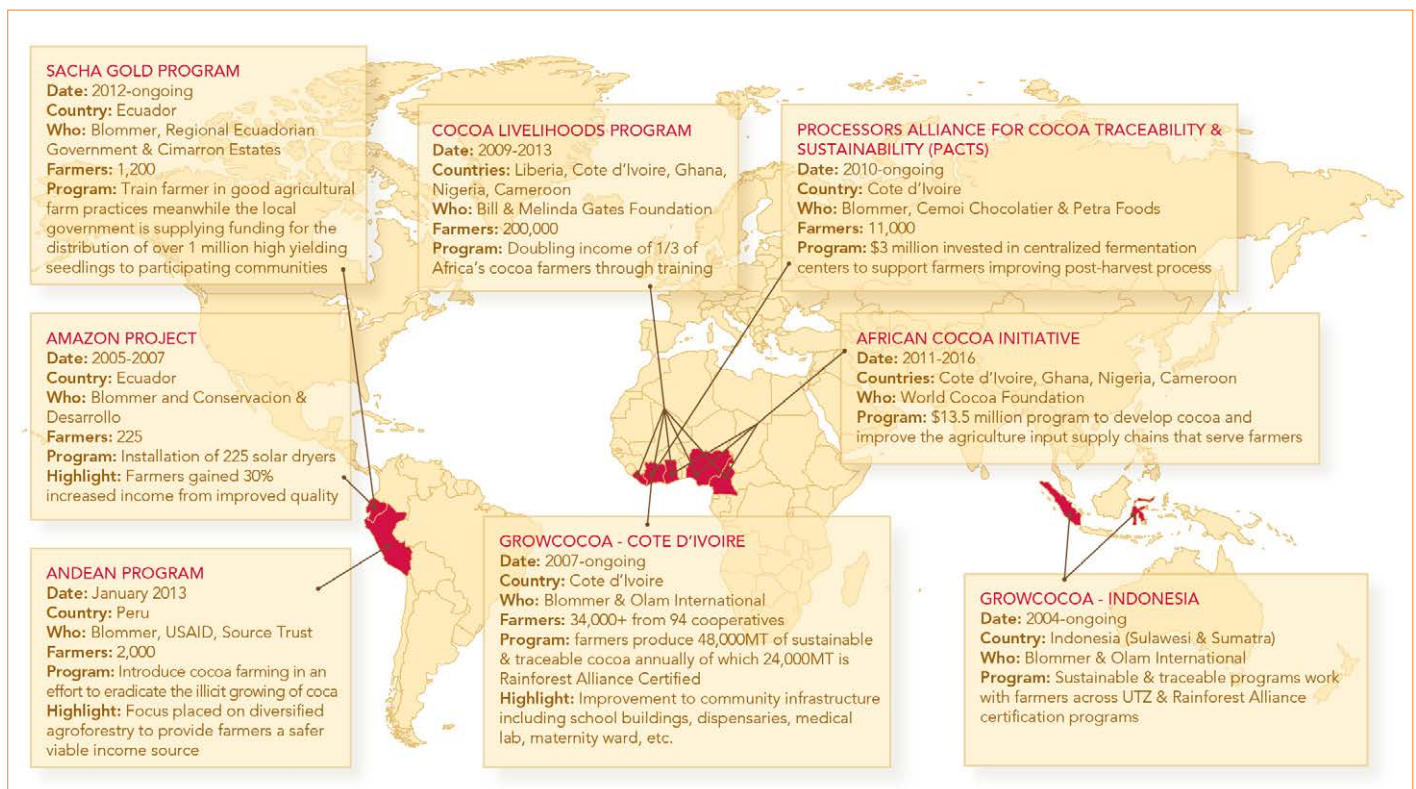 SACHA GOLD PROGRAM
Date: 2012-ongoing
Country: Ecuador
Who: Blommer, Regional Ecuadorian
Government & Cimarron Estates
Farmers: 1,200
Program: Train farmer in good agricultural
farm practices meanwhile the local
government is supplying funding for the
distribution of over 1 million high yielding
seedlings to participating communities
COCOA LIVELIHOODS PROGRAM
Date: 2009-2013
Countries: Liberia, Cote d'Ivoire, Ghana,
Nigeria, Cameroon
Who: Bill & Melinda Gates Foundation
Farmers: 200,000
Program: Doubling income of 1/3 of
Africa's cocoa farmers through training
PROCESSORS ALLIANCE FOR COCOA TRACEABILITY &
SUSTAINABILITY (PACTS)
Date: 2010-ongoing
Country: Cote d'Ivoire
Who: Blommer, Cemoi Chocolatier & Petra Foods
Farmers: 11,000
Program: $3 million invested in centralized fermentation
centers to support farmers improving post-harvest process
AMAZON PROJECT
Date: 2005-2007
Country: Ecuador
Who: Blommer and Conservacion &
Desarrollo
Farmers: 225
Program: Installation of 225 solar dryers
Highlight: Farmers gained 30%
increased income from improved quality
AFRICAN COCOA INITIATIVE
Date: 2011-2016
Countries: Cote d'Ivoire, Ghana, Nigeria, Cameroon
Who: World Cocoa Foundation
Program: $13.5 million program to develop cocoa and
improve the agriculture input supply chains that serve farmers
ANDEAN PROGRAM
Date: January 2013
Country: Peru
Who: Blommer, USAID, Source Trust
Farmers: 2,000
Program: Introduce cocoa farming in an
effort to eradicate the illicit growing of coca
Highlight: Focus placed on diversified
agroforestry to provide farmers a safer
viable income source
GROWCOCOA - COTE D'IVOIRE
Date: 2007-ongoing
Country: Cote d'Ivoire
Who: Blommer & Olam International
Farmers: 34,000+ from 94 cooperatives
Program: farmers produce 48,000MT of sustainable
& traceable cocoa annually of which 24,000MT is
Rainforest Alliance Certified
Highlight: Improvement to community infrastructure
including school buildings, dispensaries, medical
lab, maternity ward, etc.
GROWCOCOA - INDONESIA
Date: 2004-ongoing
Country: Indonesia (Sulawesi & Sumatra)
Who: Blommer & Olam International
Program: Sustainable & traceable programs work
with farmers across UTZ & Rainforest Alliance
certification programs